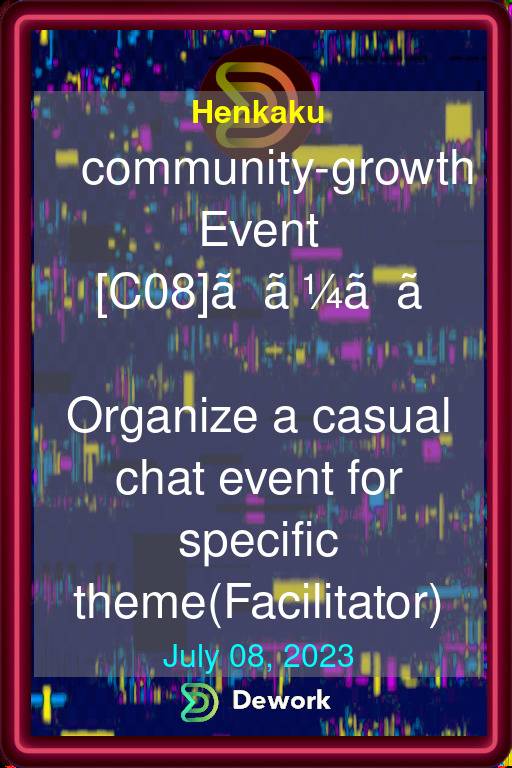 Henkaku
community-growth
Event
[C08]ã ã ¼ã ã
Organize a casual
chat event for
specific
theme(Facilitator)
July 08, 2023
Dework